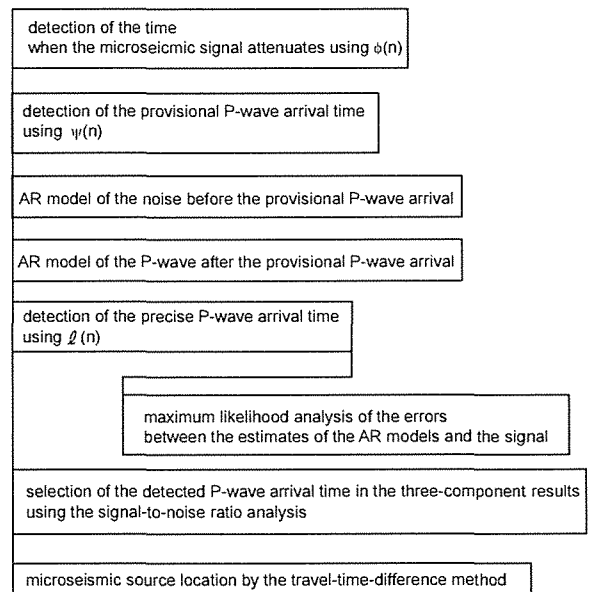 detection of the time
when the microseicmic signal attenuates using ϕ(n)
detection of the provisional P-wave arrival time
using ψ(n)
AR model of the noise before the provisional P-wave arrival
AR model of the P-wave after the provisional P-wave arrival
detection of the precise P-wave arrival time
using ℓ(n)
maximum likelihood analysis of the errors
between the estimates of the AR models and the signal
selection of the detected P-wave arrival time in the three-component results
using the signal-to-noise ratio analysis
microseismic source location by the travel-time-difference method